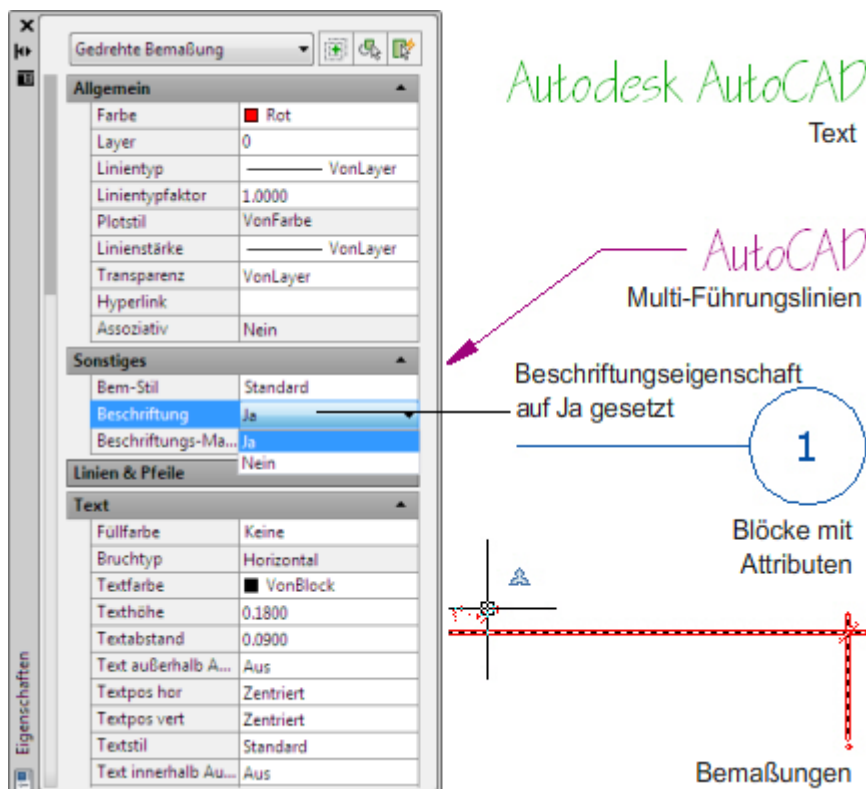 Gedrehte Bemaßung
Allgemein
Farbe Rot
Layer 0
Linientyp VonLayer
Linientypfaktor 1.0000
Plotstil VonFarbe
Linienstärke VonLayer
Transparenz VonLayer
Hyperlink
Assoziativ Nein
Sonstiges
Bem-Stil Standard
Beschriftung Ja
Beschriftungs-Ma... Ja
Nein
Linien & Pfeile
Text
Füllfarbe Keine
Bruchtyp Horizontal
Textfarbe VonBlock
Texthöhe 0.1800
Textabstand 0.0900
Text außerhalb A... Aus
Textpos hor Zentriert
Textpos vert Zentriert
Textstil Standard
Text innerhalb Au... Aus
Eigenschaften
Autodesk AutoCAD
Text
AutoCAD
Multi-Führungslinien
Beschriftungseigenschaft
auf Ja gesetzt
1
Blöcke mit
Attributen
Bemaßungen